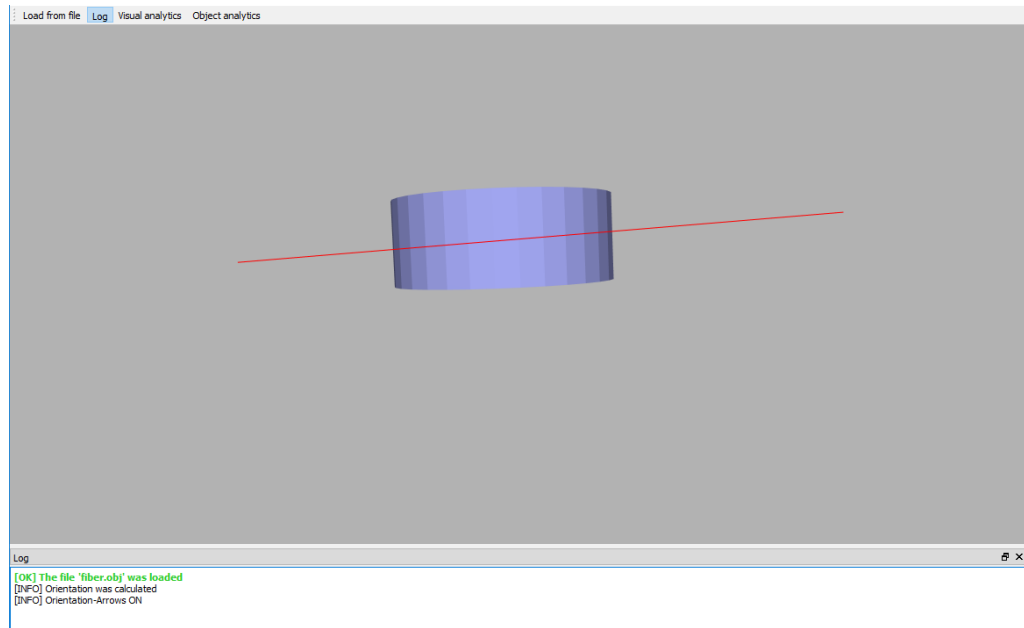 Load from file Log Visual analytics Object analytics
Log
[OK] The file 'fiber.obj' was loaded
[INFO] Orientation was calculated
[INFO] Orientation-Arrows ON